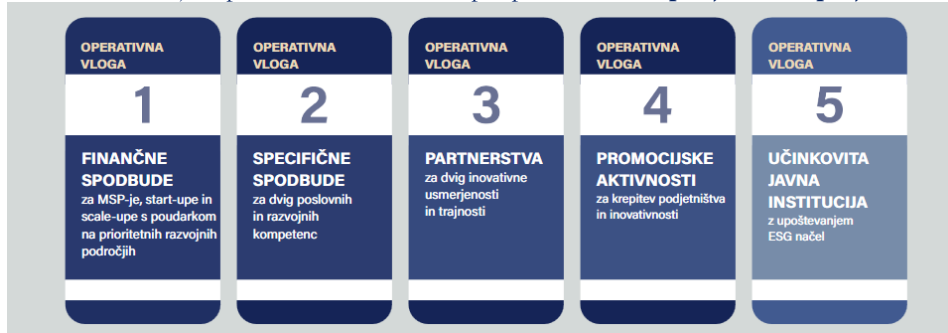 OPERATIVNA
VLOGA
1
FINANČNE
SPODBUDE
za MSP-je, start-upe in
scale-upe s poudarkom
na prioritetnih razvojnih
področjih
OPERATIVNA
VLOGA
2
SPECIFIČNE
SPODBUDE
za dvig poslovnih
in razvojnih
kompetenc
OPERATIVNA
VLOGA
3
PARTNERSTVA
za dvig inovativne
usmerjenosti
in trajnosti
OPERATIVNA
VLOGA
4
PROMOCIJSKE
AKTIVNOSTI
za krepitev podjetništva
in inovativnosti
OPERATIVNA
VLOGA
5
UČINKOVITA
JAVNA
INSTITUCIJA
z upoštevanjem
ESG načel